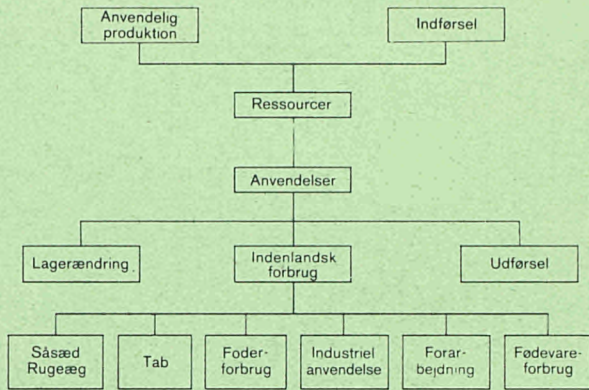 Anvendelig
produktion
Indførsel
Ressourcer
Anvendelser
Lagerændring
Indenlandsk
forbrug
Udførsel
Såsæd
Rugeæg
Tab
Foder-
forbrug
Industriel
anvendelse
Forar-
bejdning
Fødevare-
forbrug